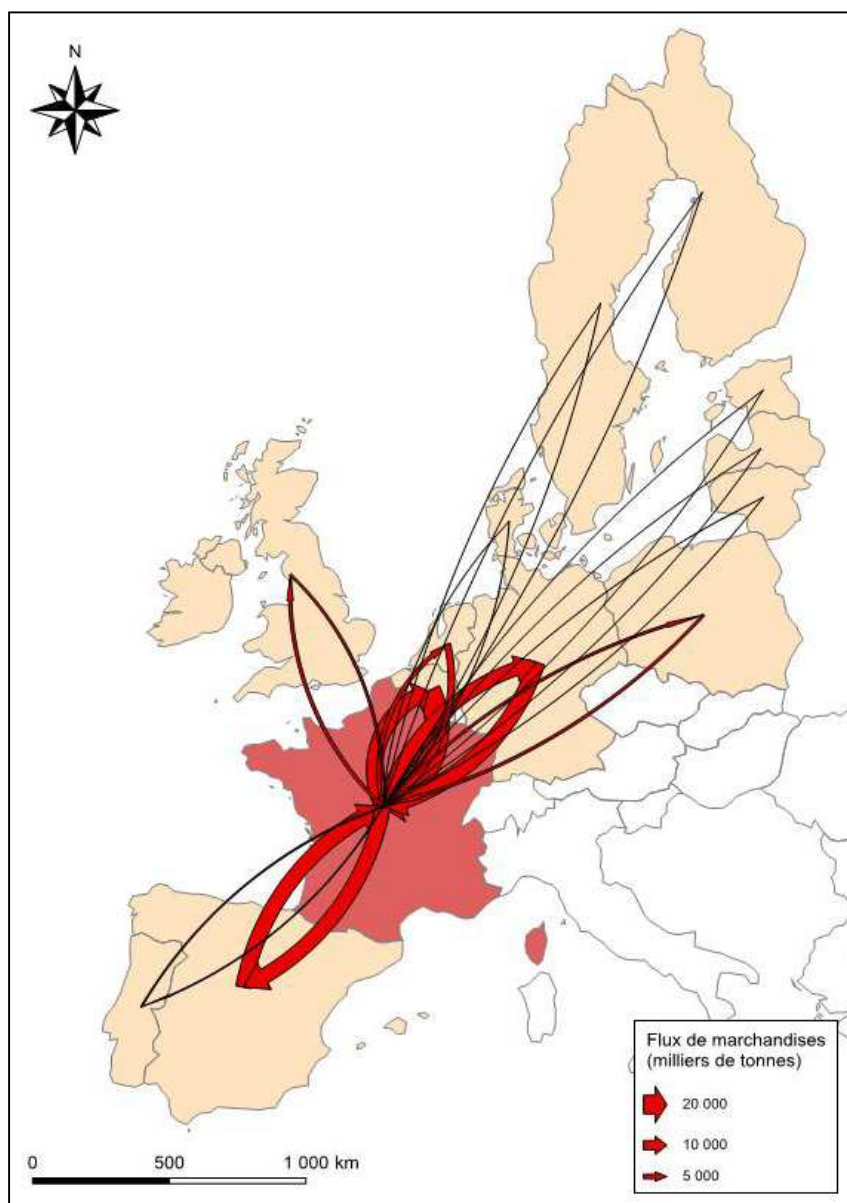 N
Flux de marchandises
(milliers de tonnes)
20 000
10 000
5 000
0 500 1 000 km